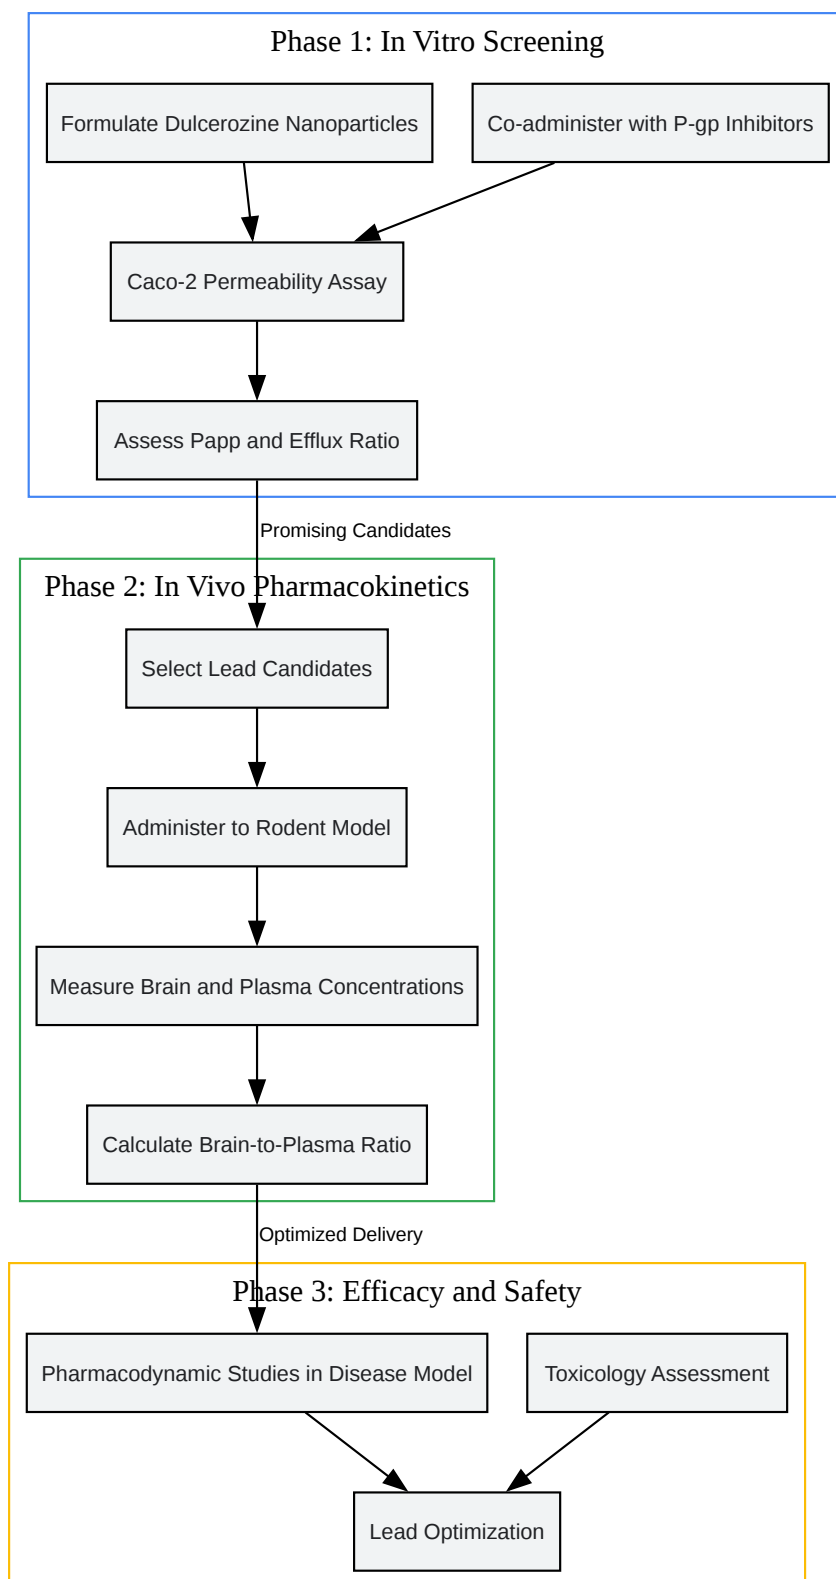 Phase 1: In Vitro Screening
Formulate Dulcerozine Nanoparticles
Co-administer with P-gp Inhibitors
Caco-2 Permeability Assay
Assess Papp and Efflux Ratio
Promising Candidates
Phase 2: In Vivo Pharmacokinetics
Select Lead Candidates
Administer to Rodent Model
Measure Brain and Plasma Concentrations
Calculate Brain-to-Plasma Ratio
Optimized Delivery
Phase 3: Efficacy and Safety
Pharmacodynamic Studies in Disease Model
Toxicology Assessment
Lead Optimization